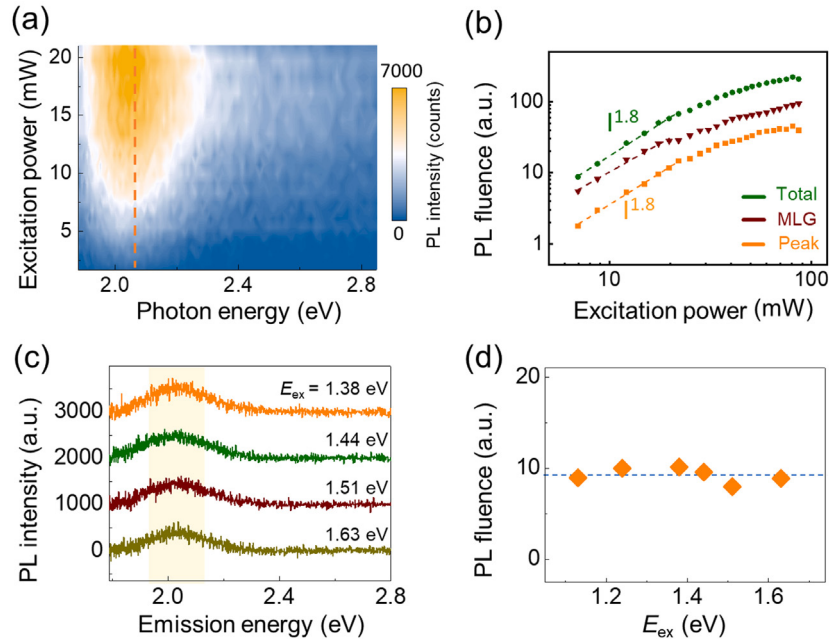 (a)
Excitation power (mW)
20
15
10
5
2.0
2.4
2.8
Photon energy (eV)
7000
0
PL intensity (counts)
(b)
PL fluence (a.u.)
100
10
1
1.8
1.8
Total
MLG
Peak
10
100
Excitation power (mW)
(c)
PL intensity (a.u.)
3000
2000
1000
0
E_ex = 1.38 eV
1.44 eV
1.51 eV
1.63 eV
2.0
2.4
2.8
Emission energy (eV)
(d)
PL fluence (a.u.)
20
10
0
1.2
1.4
1.6
E_ex (eV)